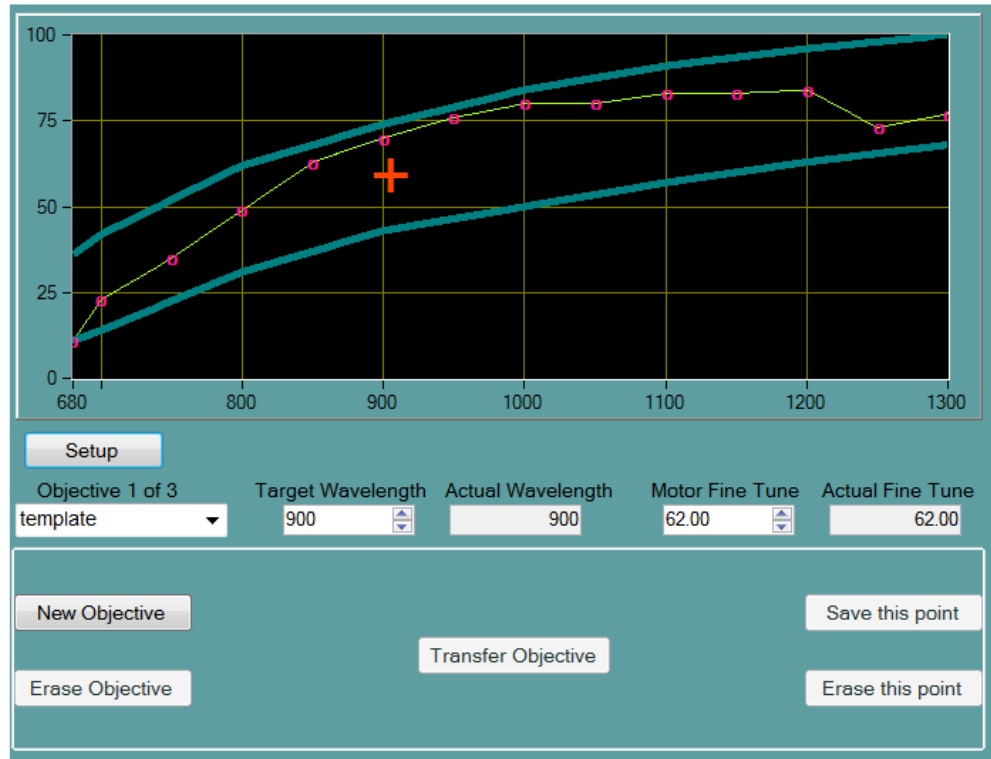 100
75
50
25
0
680 800 900 1000 1100 1200 1300
Setup
Objective 1 of 3 Target Wavelength Actual Wavelength Motor Fine Tune Actual Fine Tune
template 900 900 62.00 62.00
New Objective Save this point
Transfer Objective
Erase Objective Erase this point